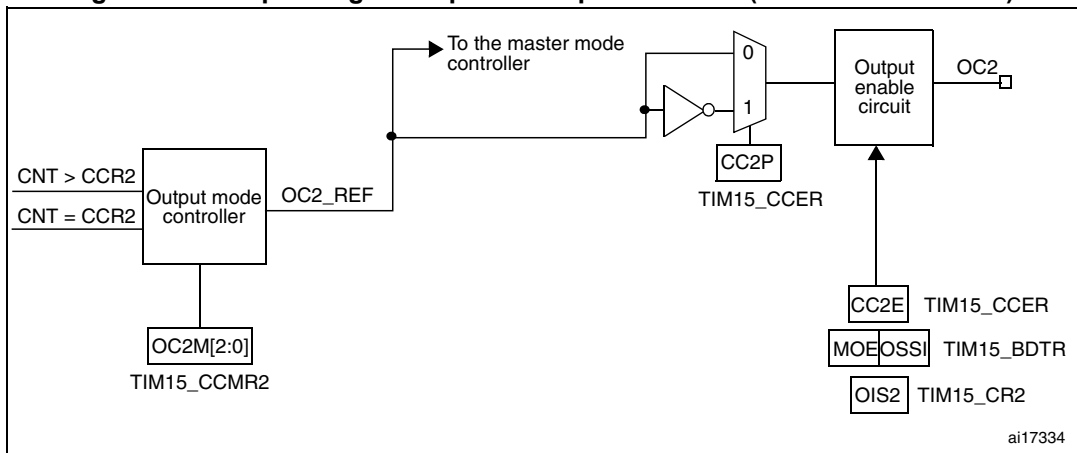 To the master mode
controller
0
1
Output
enable
circuit
OC2
CC2P
TIM15_CCER
CNT > CCR2
CNT = CCR2
Output mode
controller
OC2_REF
OC2M[2:0]
TIM15_CCMR2
CC2E TIM15_CCER
MOE OSSI TIM15_BDTR
OIS2 TIM15_CR2
ai17334